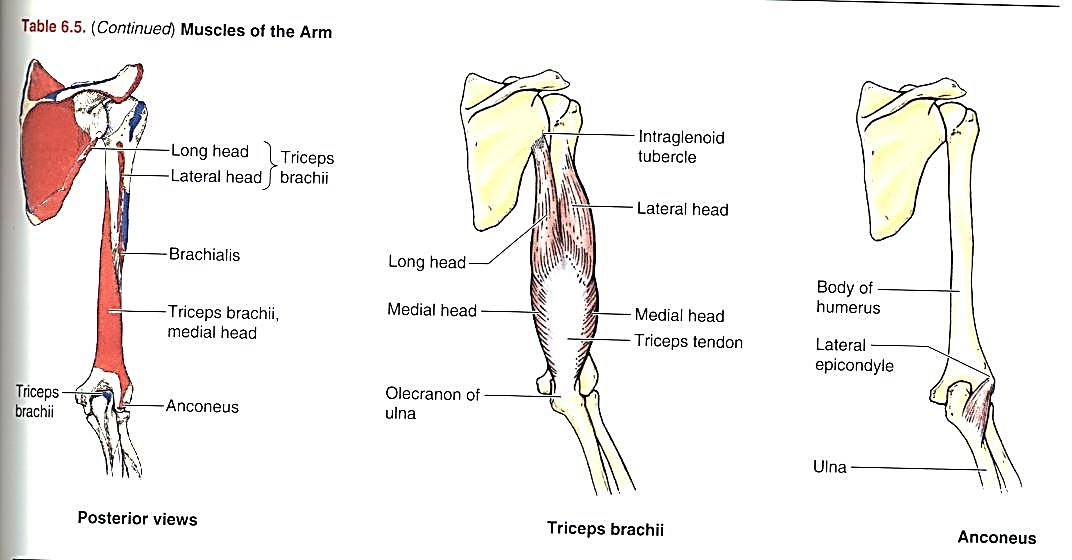 Table 6.5. (Continued) Muscles of the Arm
Long head
Lateral head
Triceps
brachii
Brachialis
Triceps brachii,
medial head
Triceps
brachii
Anconeus
Posterior views
Intraglenoid
tubercle
Lateral head
Long head
Medial head
Medial head
Triceps tendon
Olecranon of
ulna
Triceps brachii
Body of
humerus
Lateral
epicondyle
Ulna
Anconeus